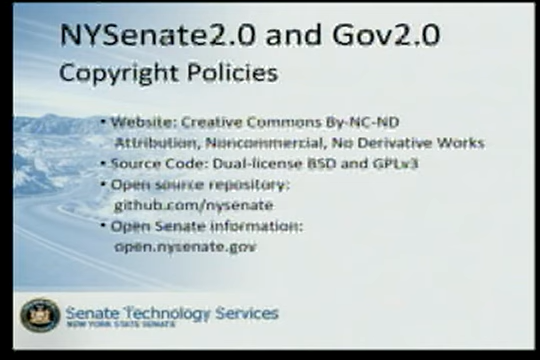 NYSenate2.0 and Gov2.0
Copyright Policies
• Website: Creative Commons By-NC-ND
Attribution, Noncommercial, No Derivative Works
• Source Code: Dual-license BSD and GPLv3
• Open source repository:
github.com/nysenate
• Open Senate information:
open.nysenate.gov
Senate Technology Services
NEW YORK STATE SENATE